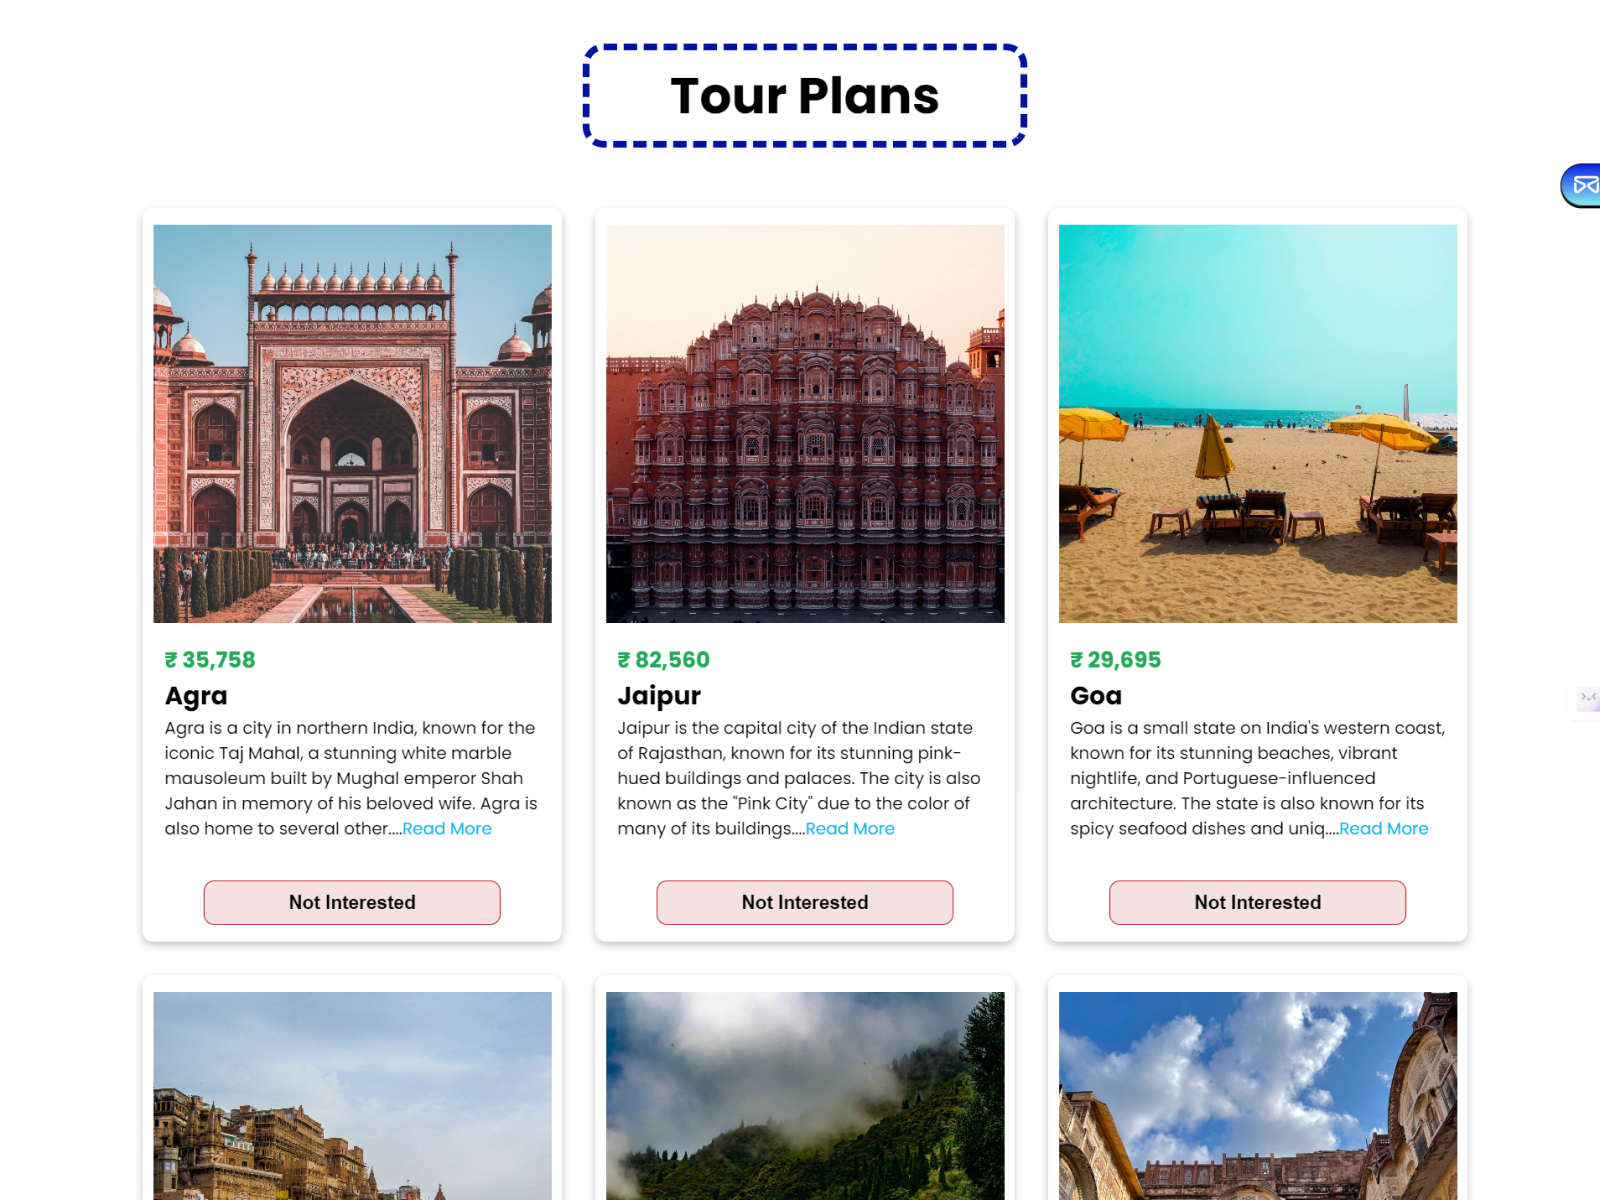 Tour Plans
₹ 35,758
Agra
Agra is a city in northern India, known for the
iconic Taj Mahal, a stunning white marble
mausoleum built by Mughal emperor Shah
Jahan in memory of his beloved wife. Agra is
also home to several other....Read More
Not Interested
₹ 82,560
Jaipur
Jaipur is the capital city of the Indian state
of Rajasthan, known for its stunning pink-
hued buildings and palaces. The city is also
known as the "Pink City" due to the color of
many of its buildings....Read More
Not Interested
₹ 29,695
Goa
Goa is a small state on India's western coast,
known for its stunning beaches, vibrant
nightlife, and Portuguese-influenced
architecture. The state is also known for its
spicy seafood dishes and uniq....Read More
Not Interested